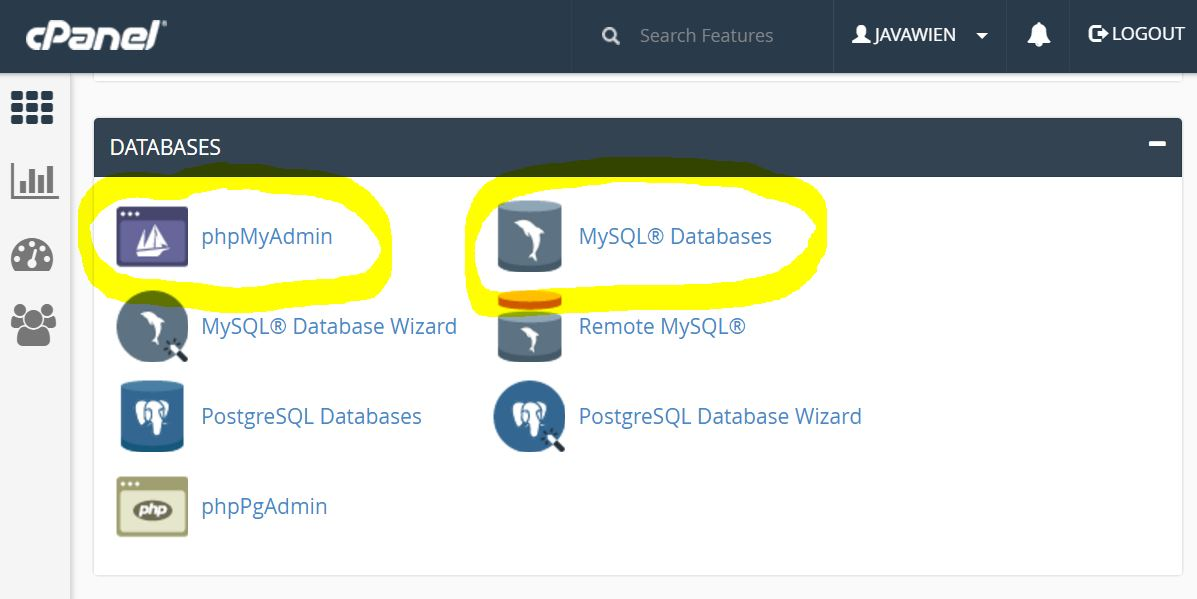 cPanel®
Search Features
JAVAWIEN
LOGOUT
DATABASES
phpMyAdmin
MySQL® Databases
MySQL® Database Wizard
Remote MySQL®
PostgreSQL Databases
PostgreSQL Database Wizard
php
phpPgAdmin